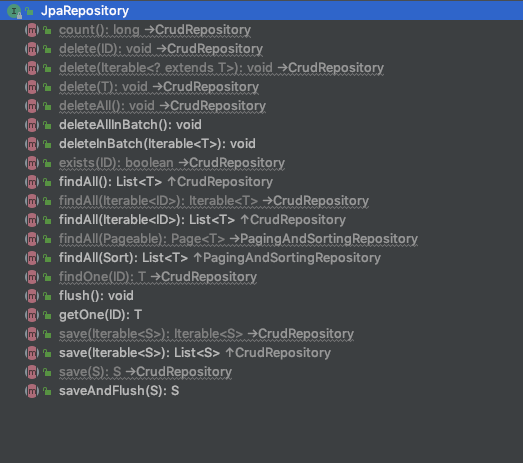 JpaRepository
count(): long →CrudRepository
delete(ID): void →CrudRepository
delete(Iterable<? extends T>): void →CrudRepository
delete(T): void →CrudRepository
deleteAll(): void →CrudRepository
deleteAllInBatch(): void
deleteInBatch(Iterable<T>): void
exists(ID): boolean →CrudRepository
findAll(): List<T> ↑CrudRepository
findAll(Iterable<ID>): Iterable<T> →CrudRepository
findAll(Iterable<ID>): List<T> ↑CrudRepository
findAll(Pageable): Page<T> →PagingAndSortingRepository
findAll(Sort): List<T> ↑PagingAndSortingRepository
findOne(ID): T →CrudRepository
flush(): void
getOne(ID): T
save(Iterable<S>): Iterable<S> →CrudRepository
save(Iterable<S>): List<S> ↑CrudRepository
save(S): S →CrudRepository
saveAndFlush(S): S